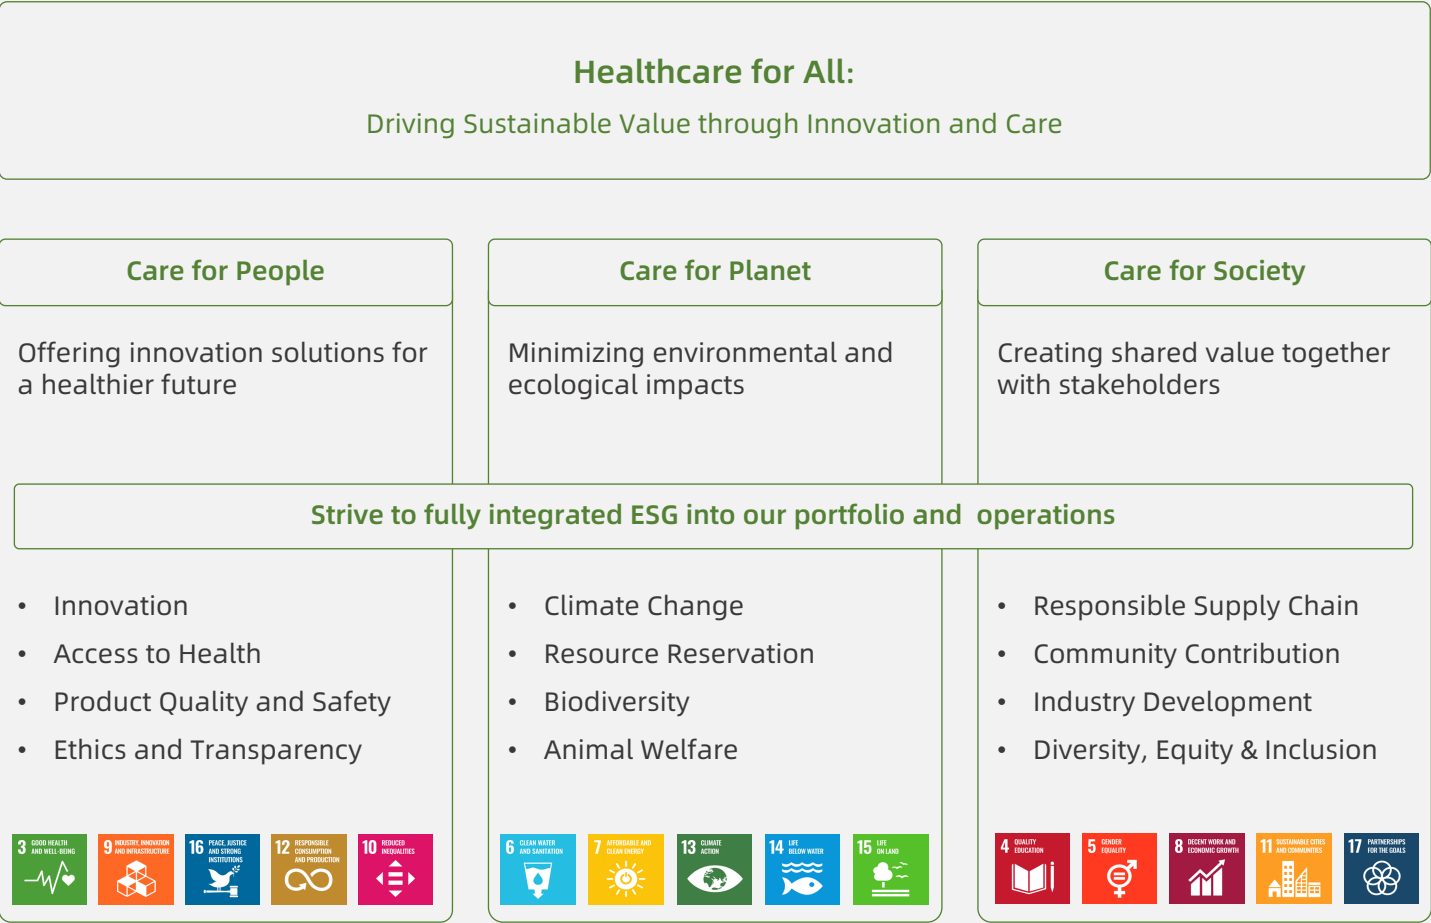 Healthcare for All:
Driving Sustainable Value through Innovation and Care
Care for People
Offering innovation solutions for
a healthier future
Care for Planet
Minimizing environmental and
ecological impacts
Care for Society
Creating shared value together
with stakeholders
Strive to fully integrated ESG into our portfolio and operations
• Innovation
• Access to Health
• Product Quality and Safety
• Ethics and Transparency
• Climate Change
• Resource Reservation
• Biodiversity
• Animal Welfare
• Responsible Supply Chain
• Community Contribution
• Industry Development
• Diversity, Equity & Inclusion
3 GOOD HEALTH
AND WELL-BEING
9 INDUSTRY, INNOVATION
AND INFRASTRUCTURE
16 PEACE, JUSTICE
AND STRONG
INSTITUTIONS
12 RESPONSIBLE
CONSUMPTION
AND PRODUCTION
10 REDUCED
INEQUALITIES
6 CLEAN WATER
AND SANITATION
7 AFFORDABLE AND
CLEAN ENERGY
13 CLIMATE
ACTION
14 LIFE
BELOW WATER
15 LIFE
ON LAND
4 QUALITY
EDUCATION
5 GENDER
EQUALITY
8 DECENT WORK AND
ECONOMIC GROWTH
11 SUSTAINABLE CITIES
AND COMMUNITIES
17 PARTNERSHIPS
FOR THE GOALS